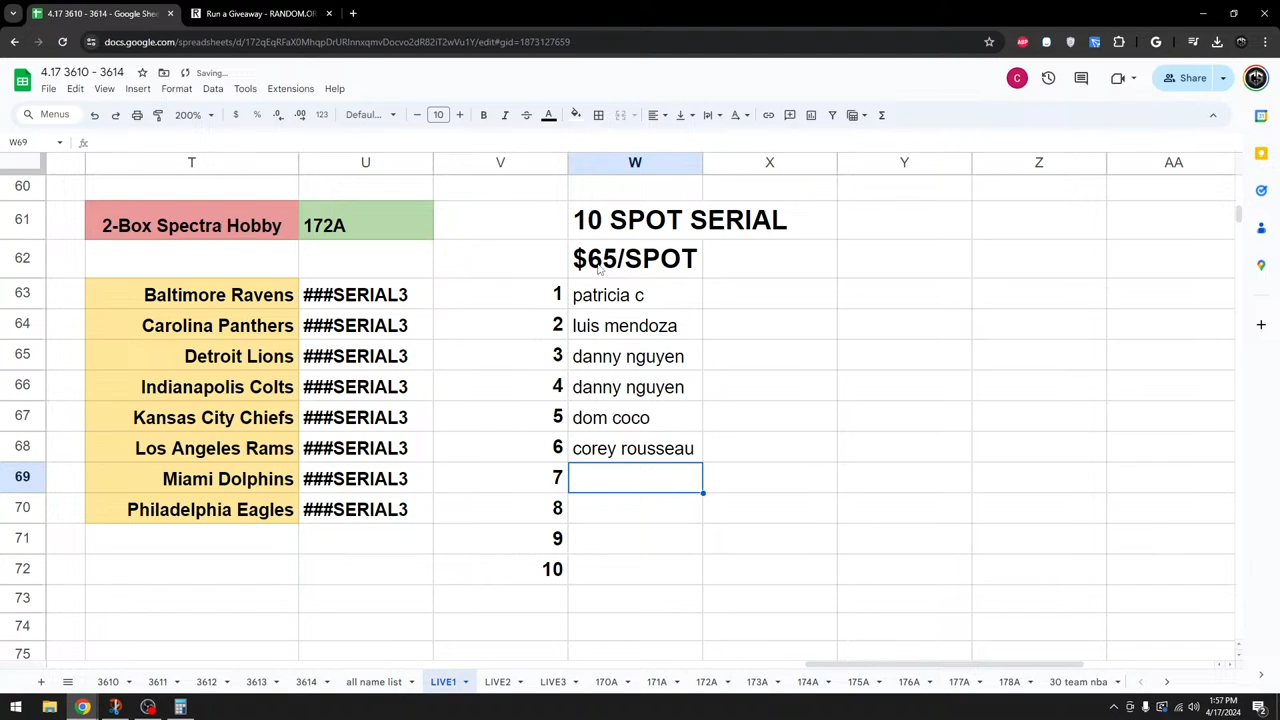 4.17 3610 - 3614 - Google Shee
Run a Giveaway - RANDOM.OR
docs.google.com/spreadsheets/d/172qEqRFaX0MhqpDrURInnxqmvDocvo2dR82iT2wVu1Y/edit#gid=1873127659
4.17 3610 - 3614
Saving...
File Edit View Insert Format Data Tools Extensions Help
Share
Menus
200%
$ % .0 .00 123
Defaul...
10
B I A
W69
fx
T U V W X Y Z AA
60
61 2-Box Spectra Hobby 172A 10 SPOT SERIAL
62 $65/SPOT
63 Baltimore Ravens ###SERIAL3 1 patricia c
64 Carolina Panthers ###SERIAL3 2 luis mendoza
65 Detroit Lions ###SERIAL3 3 danny nguyen
66 Indianapolis Colts ###SERIAL3 4 danny nguyen
67 Kansas City Chiefs ###SERIAL3 5 dom coco
68 Los Angeles Rams ###SERIAL3 6 corey rousseau
69 Miami Dolphins ###SERIAL3 7
70 Philadelphia Eagles ###SERIAL3 8
71 9
72 10
73
74
75
3610 3611 3612 3613 3614 all name list LIVE1 LIVE2 LIVE3 170A 171A 172A 173A 174A 175A 176A 177A 178A 30 team nba
1:57 PM
4/17/2024